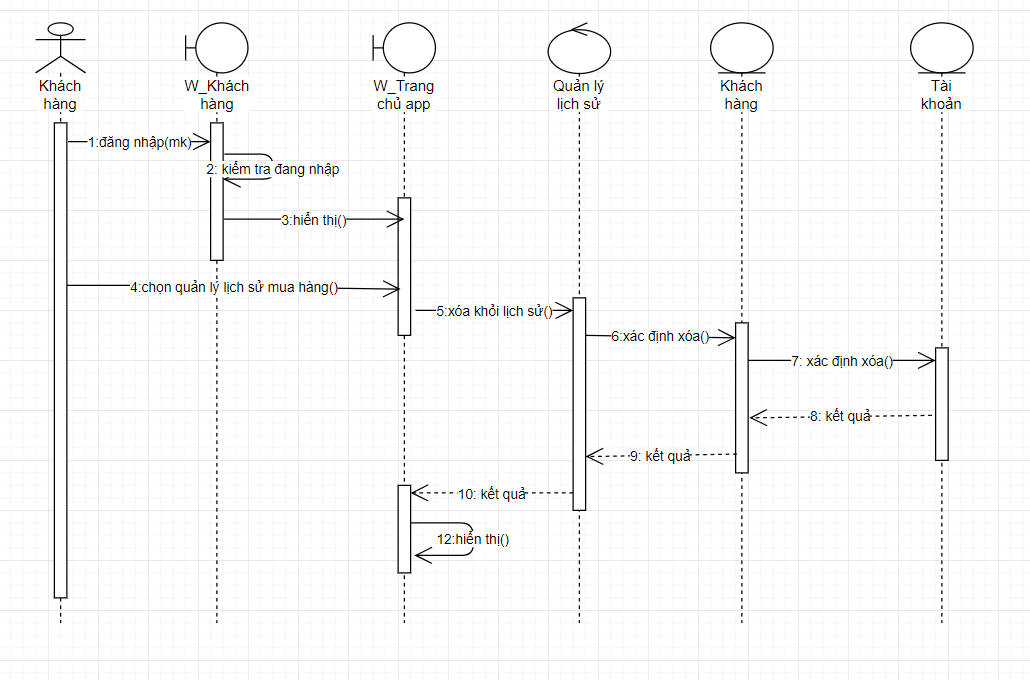 Khách
hàng
W_Khách
hàng
W_Trang
chủ app
Quản lý
lịch sử
Khách
hàng
Tài
khoản
1:đăng nhập(mk)
2: kiểm tra đang nhập
3:hiển thị()
4:chọn quản lý lịch sử mua hàng()
5:xóa khỏi lịch sử()
6:xác định xóa()
7: xác định xóa()
8: kết quả
9: kết quả
10: kết quả
12:hiển thị()